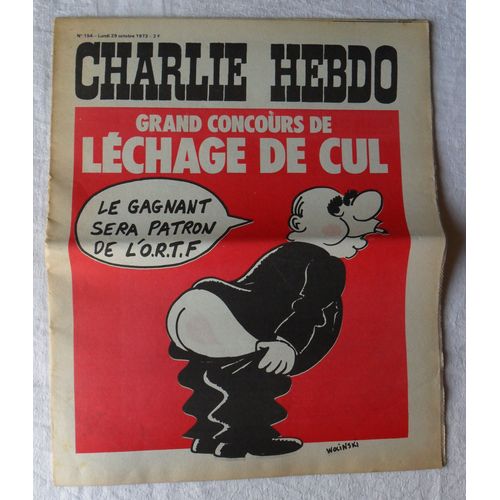 N° 154 - Lundi 29 octobre 1973 - 2 F
CHARLIE HEBDO
GRAND CONCOURS DE
LÉCHAGE DE CUL
LE GAGNANT
SERA PATRON
DE L'O.R.T.F
WOLINSKI